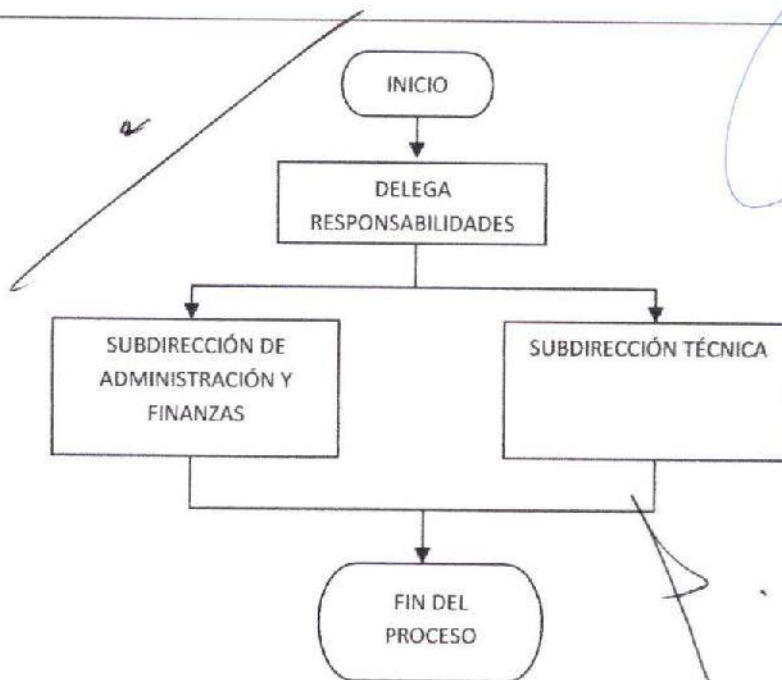 INICIO
DELEGA
RESPONSABILIDADES
SUBDIRECCIÓN DE
ADMINISTRACIÓN Y
FINANZAS
SUBDIRECCIÓN TÉCNICA
FIN DEL
PROCESO